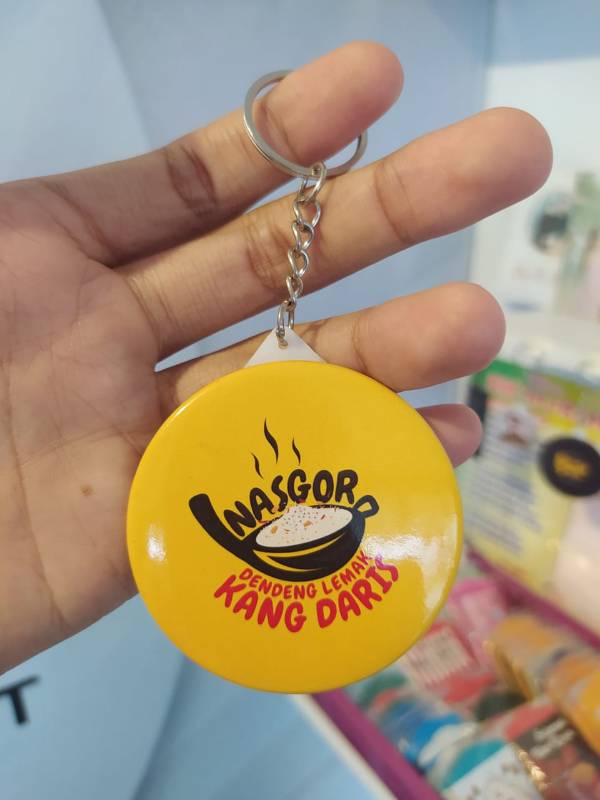 NASGOR
DENDENG LEMAK
KANG DARIS
T